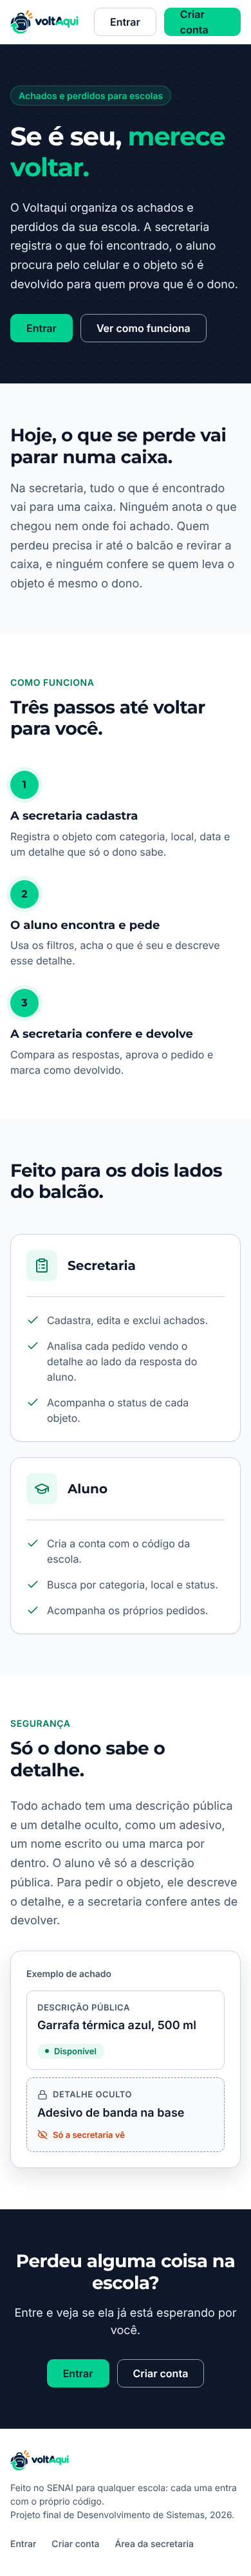 voltAqui
Entrar
Criar
conta
Achados e perdidos para escolas
Se é seu, merece
voltar.
O Voltaqui organiza os achados e
perdidos da sua escola. A secretaria
registra o que foi encontrado, o aluno
procura pelo celular e o objeto só é
devolvido para quem prova que é o dono.
Entrar
Ver como funciona
Hoje, o que se perde vai
parar numa caixa.
Na secretaria, tudo o que é encontrado
vai para uma caixa. Ninguém anota o que
chegou nem onde foi achado. Quem
perdeu precisa ir até o balcão e revirar a
caixa, e ninguém confere se quem leva o
objeto é mesmo o dono.
COMO FUNCIONA
Três passos até voltar
para você.
1
A secretaria cadastra
Registra o objeto com categoria, local, data e
um detalhe que só o dono sabe.
2
O aluno encontra e pede
Usa os filtros, acha o que é seu e descreve
esse detalhe.
3
A secretaria confere e devolve
Compara as respostas, aprova o pedido e
marca como devolvido.
Feito para os dois lados
do balcão.
Secretaria
Cadastra, edita e exclui achados.
Analisa cada pedido vendo o
detalhe ao lado da resposta do
aluno.
Acompanha o status de cada
objeto.
Aluno
Cria a conta com o código da
escola.
Busca por categoria, local e status.
Acompanha os próprios pedidos.
SEGURANÇA
Só o dono sabe o
detalhe.
Todo achado tem uma descrição pública
e um detalhe oculto, como um adesivo,
um nome escrito ou uma marca por
dentro. O aluno vê só a descrição
pública. Para pedir o objeto, ele descreve
o detalhe, e a secretaria confere antes de
devolver.
Exemplo de achado
DESCRIÇÃO PÚBLICA
Garrafa térmica azul, 500 ml
Disponível
DETALHE OCULTO
Adesivo de banda na base
Só a secretaria vê
Perdeu alguma coisa na
escola?
Entre e veja se ela já está esperando por
você.
Entrar
Criar conta
voltAqui
Feito no SENAI para qualquer escola: cada uma entra
com o próprio código.
Projeto final de Desenvolvimento de Sistemas, 2026.
Entrar
Criar conta
Área da secretaria